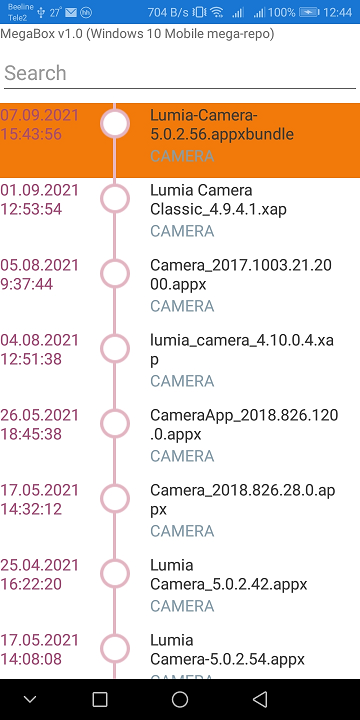 Beeline
Tele2
27°
704 B/s
100%
12:44
MegaBox v1.0 (Windows 10 Mobile mega-repo)
Search
07.09.2021
15:43:56
Lumia-Camera-
5.0.2.56.appxbundle
CAMERA
01.09.2021
12:53:54
Lumia Camera
Classic_4.9.4.1.xap
CAMERA
05.08.2021
9:37:44
Camera_2017.1003.21.20
00.appx
CAMERA
04.08.2021
12:51:38
lumia_camera_4.10.0.4.xa
p
CAMERA
26.05.2021
18:45:38
CameraApp_2018.826.120
.0.appx
CAMERA
17.05.2021
14:32:12
Camera_2018.826.28.0.ap
px
CAMERA
25.04.2021
16:22:20
Lumia
Camera_5.0.2.42.appx
CAMERA
17.05.2021
14:08:08
Lumia
Camera-5.0.2.54.appx
CAMERA